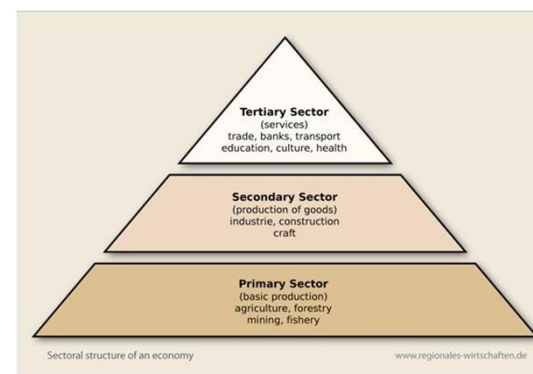 Tertiary Sector
(services)
trade, banks, transport
education, culture, health
Secondary Sector
(production of goods)
industrie, construction
craft
Primary Sector
(basic production)
agriculture, forestry
mining, fishery
Sectoral structure of an economy
www.regionales-wirtschaften.de